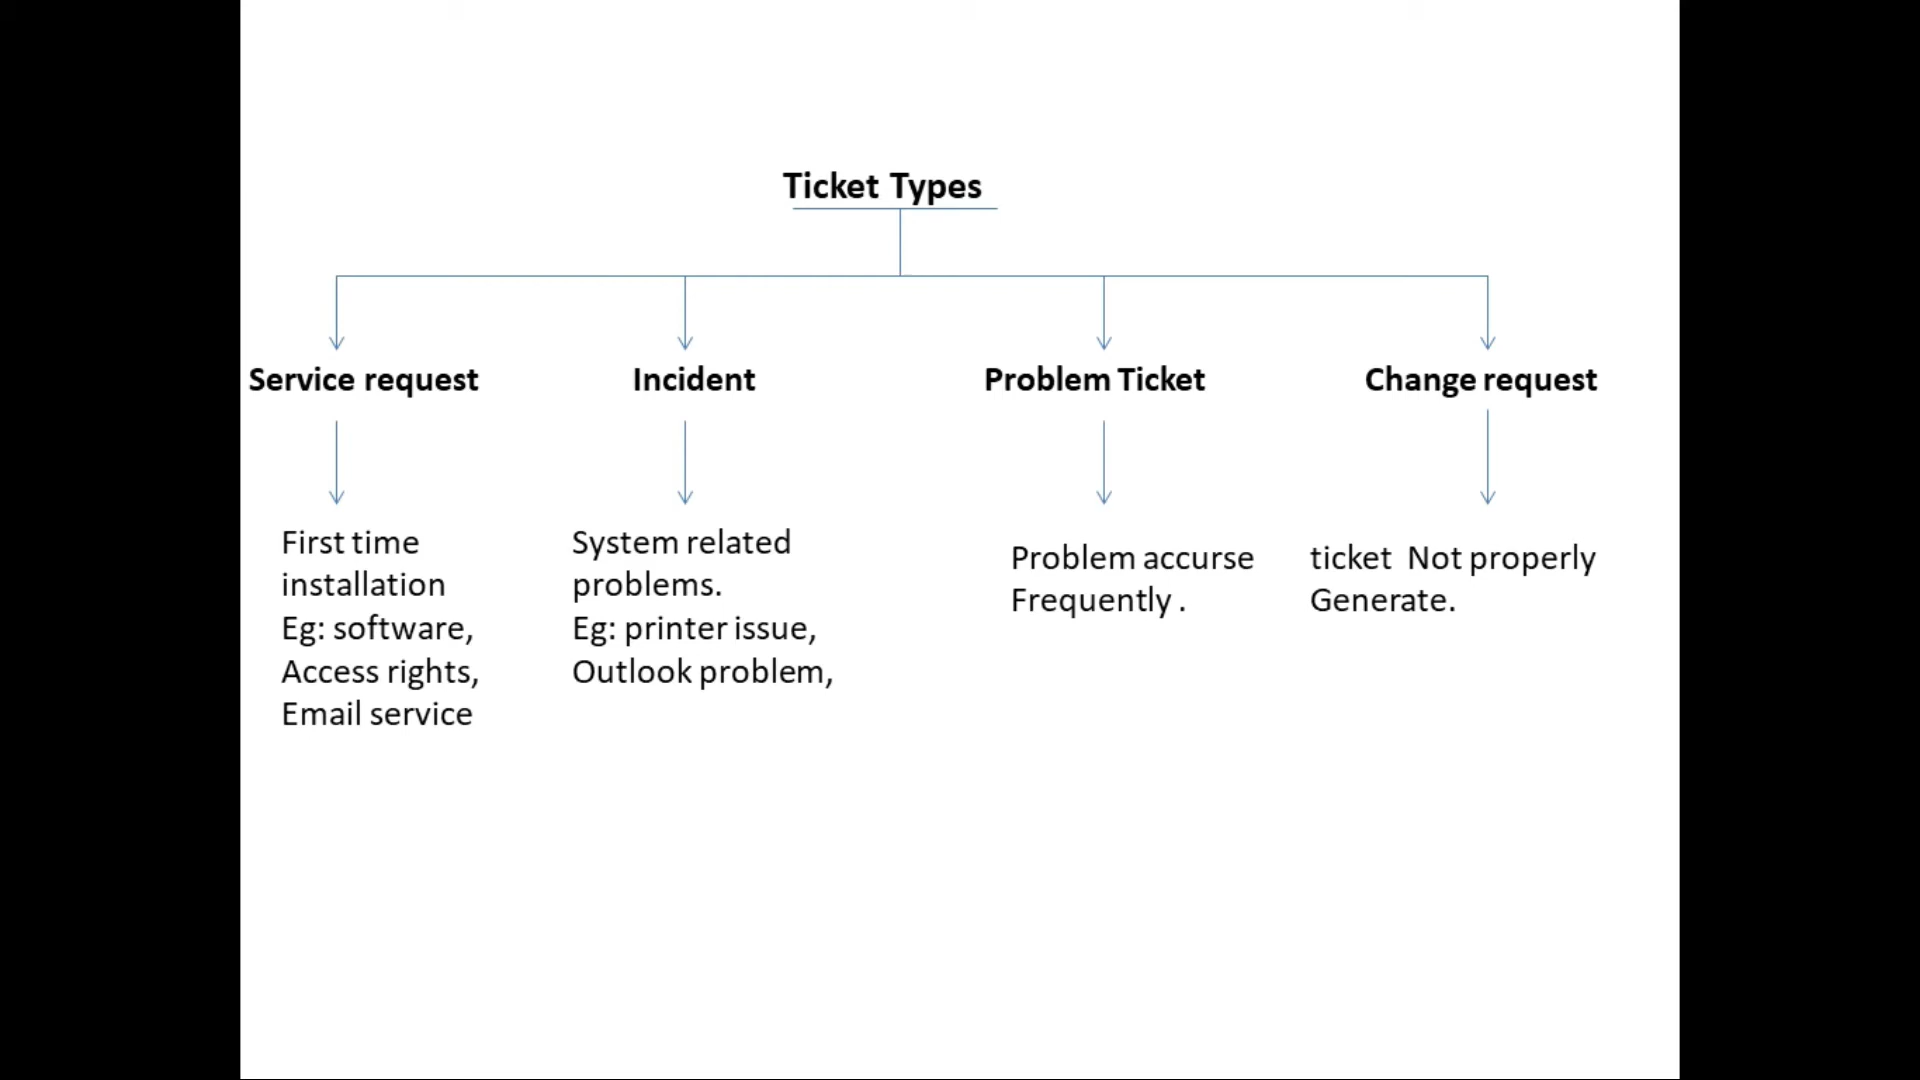 Ticket Types
Service request
Incident
Problem Ticket
Change request
First time
installation
Eg: software,
Access rights,
Email service
System related
problems.
Eg: printer issue,
Outlook problem,
Problem accurse
Frequently .
ticket  Not properly
Generate.